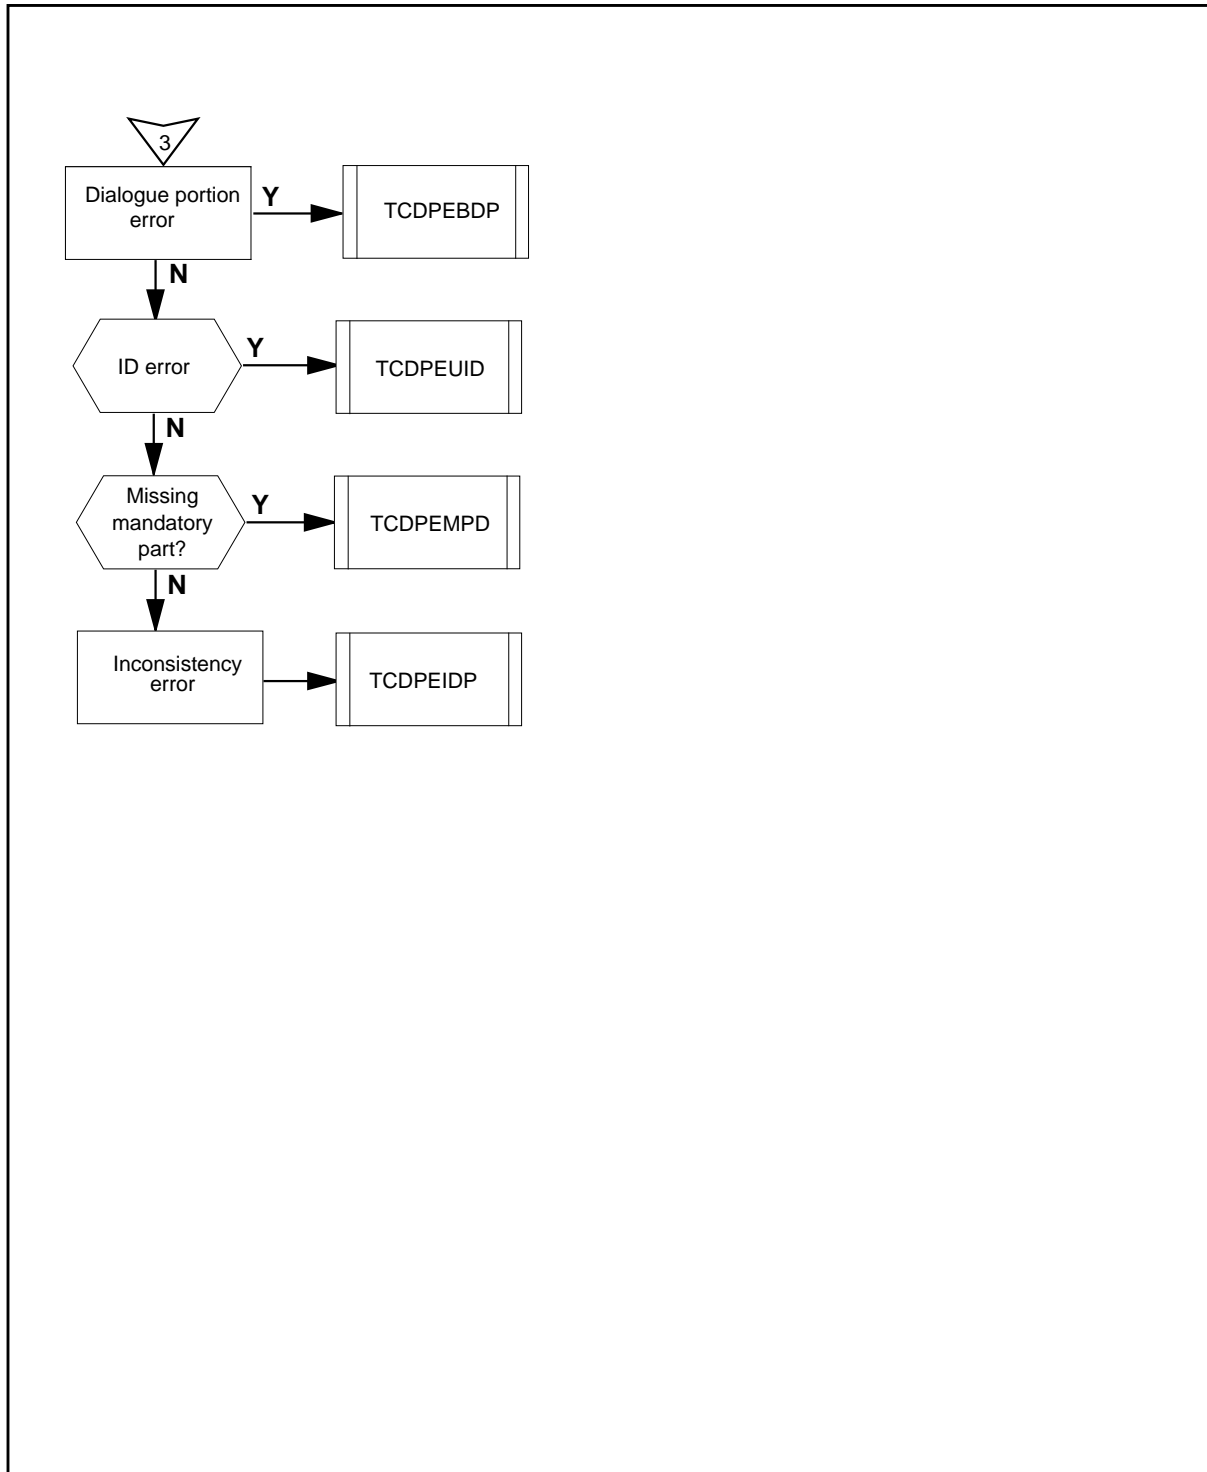 3
Dialogue portion
error
Y
TCDPEBDP
N
ID error
Y
TCDPEUID
N
Missing
mandatory
part?
Y
TCDPEMPD
N
Inconsistency
error
TCDPEIDP